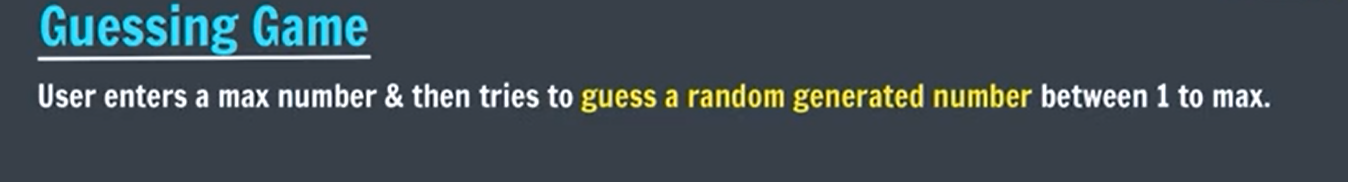 Guessing Game
User enters a max number & then tries to guess a random generated number between 1 to max.